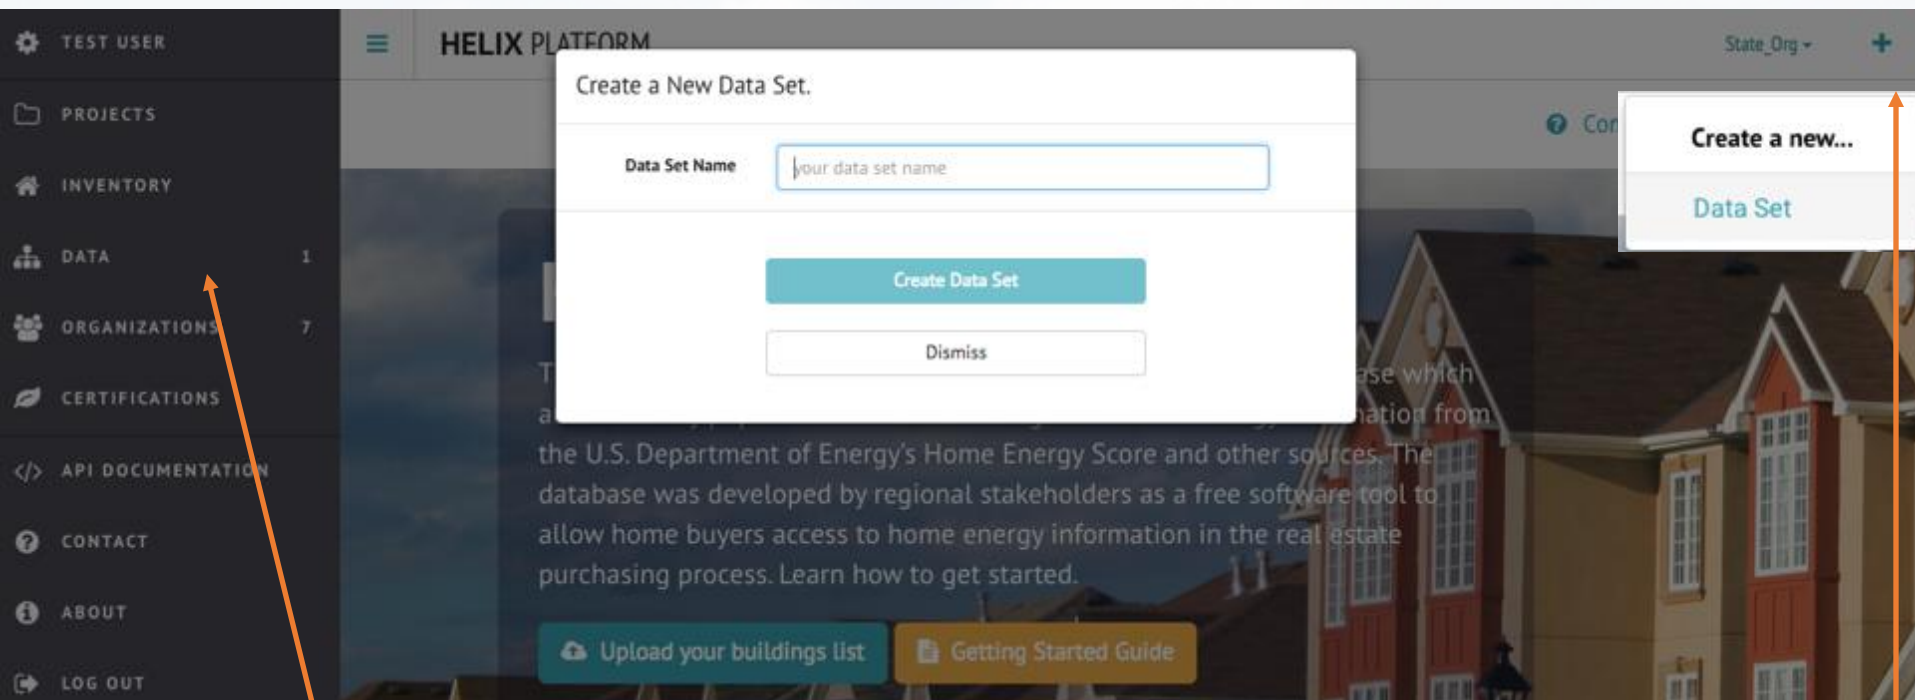 TEST USER
HELIX PLATFORM
State_Org
PROJECTS
INVENTORY
DATA 1
ORGANIZATIONS 7
CERTIFICATIONS
API DOCUMENTATION
CONTACT
ABOUT
LOG OUT
Create a New Data Set.
Data Set Name
your data set name
Create Data Set
Dismiss
Create a new...
Data Set
which
from
the U.S. Department of Energy's Home Energy Score and other sources. The
database was developed by regional stakeholders as a free software tool to
allow home buyers access to home energy information in the real estate
purchasing process. Learn how to get started.
Upload your buildings list
Getting Started Guide